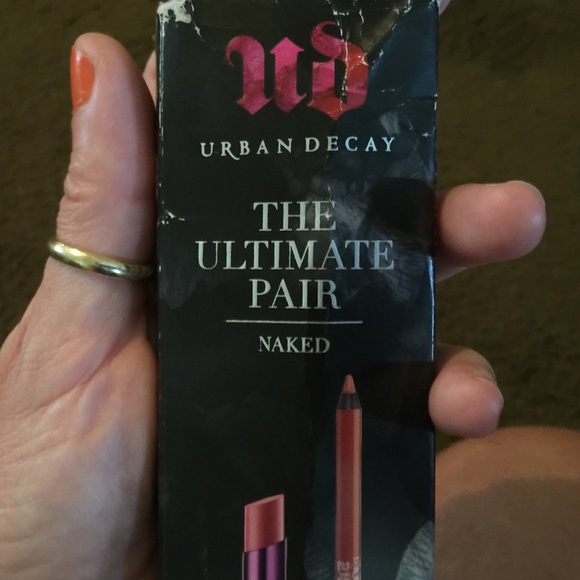 UD
URBAN DECAY
THE
ULTIMATE
PAIR
NAKED